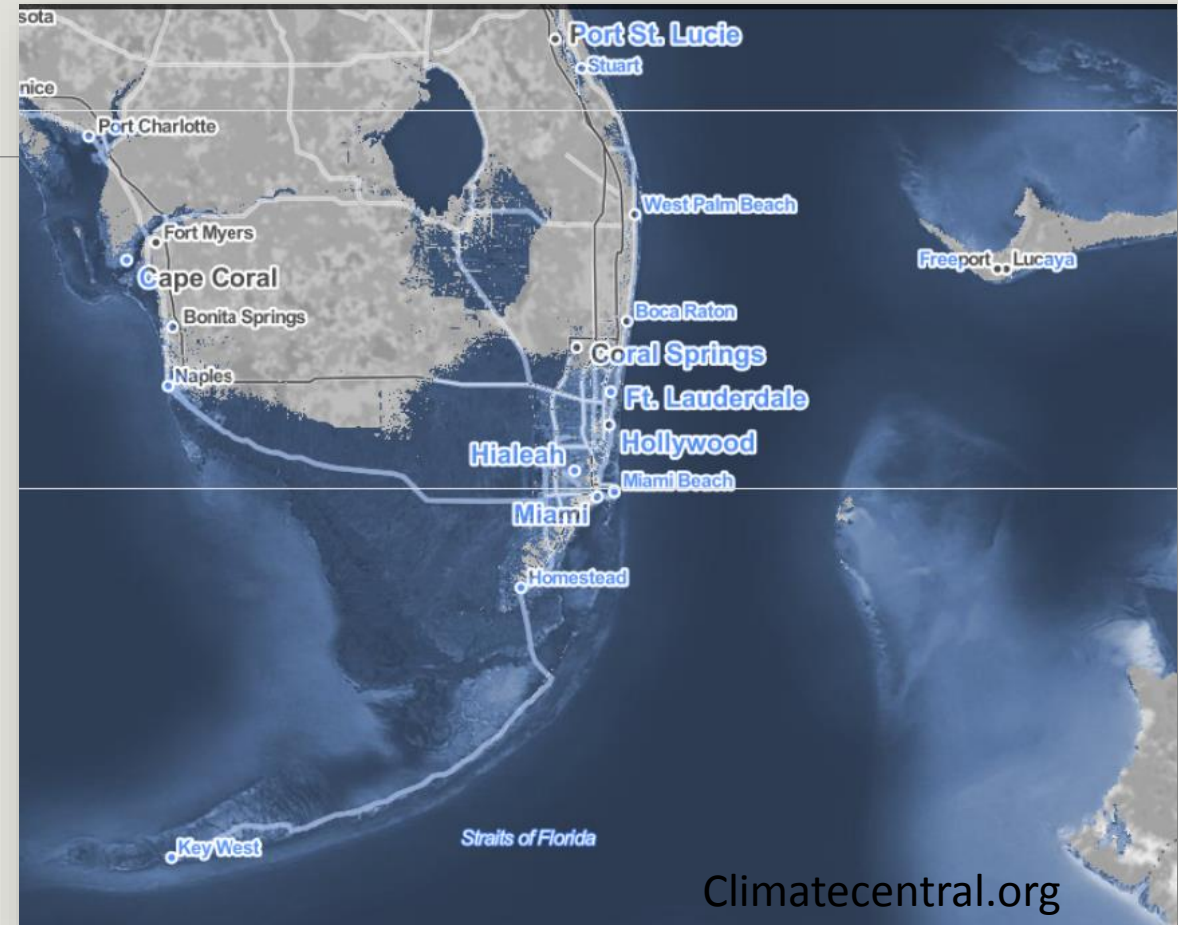 sota
Port St. Lucie
Stuart
nice
Port Charlotte
West Palm Beach
Fort Myers
Freeport Lucaya
Cape Coral
Boca Raton
Bonita Springs
Coral Springs
Naples
Ft. Lauderdale
Hollywood
Hialeah
Miami Beach
Miami
Homestead
Straits of Florida
Key West
Climatecentral.org